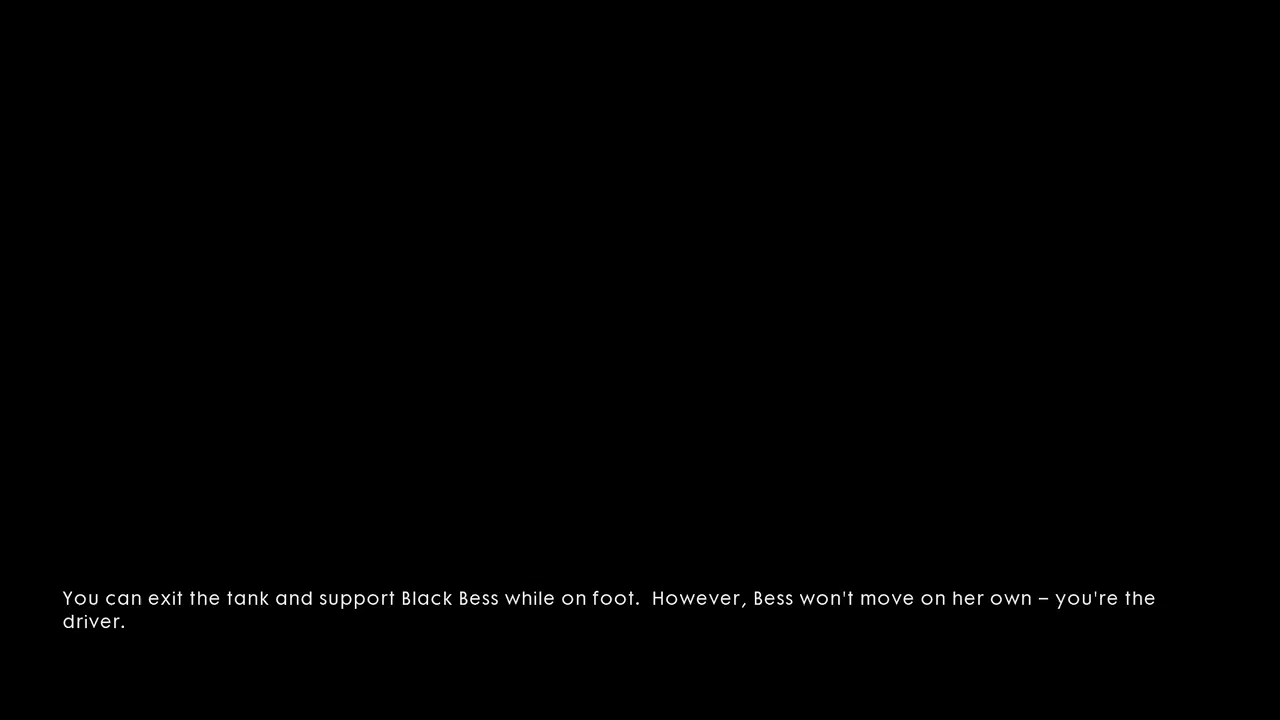 You can exit the tank and support Black Bess while on foot.  However, Bess won't move on her own – you're the
driver.